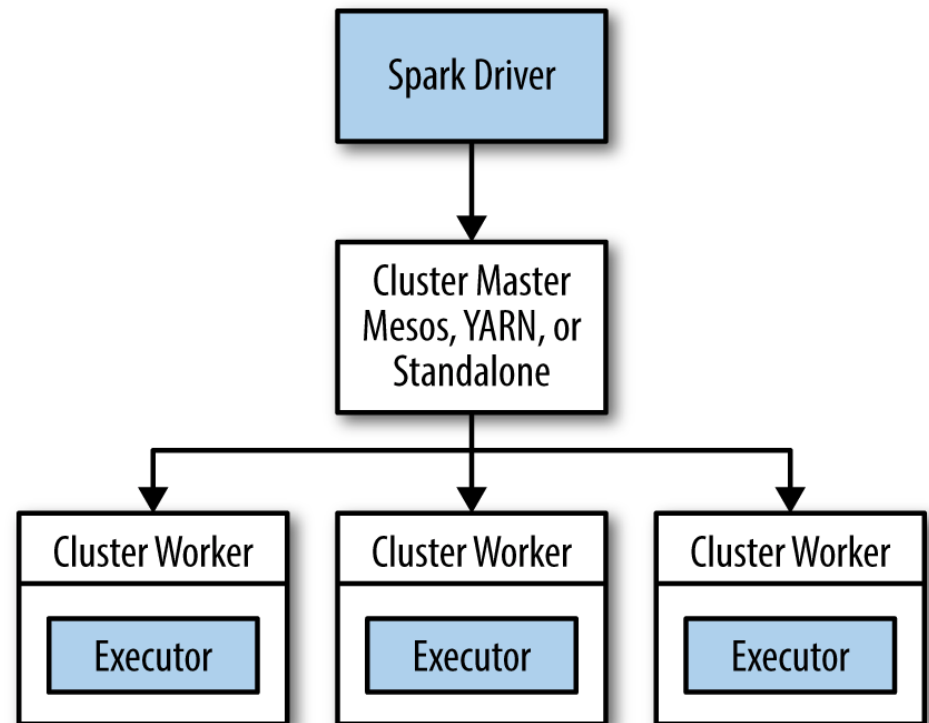 Spark Driver
Cluster Master
Mesos, YARN, or
Standalone
Cluster Worker
Cluster Worker
Cluster Worker
Executor
Executor
Executor